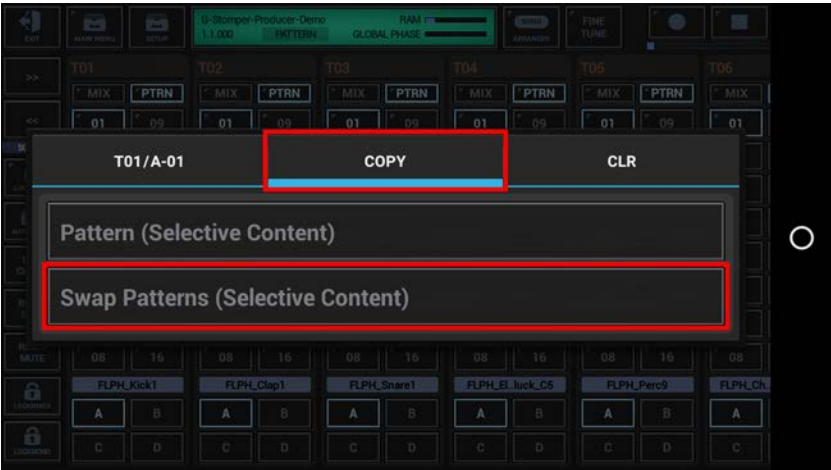 G-Stomper-Producer-Demo RAM
EXIT MAIN MENU SETUP 1.1.000 PATTERN GLOBAL PHASE SONG ARRANGER FINE TUNE
>> T01 T02 T03 T04 T05 T06
MIX PTRN MIX PTRN MIX PTRN MIX PTRN MIX PTRN MIX
<< 01 09 01 09 01 09 01 09 01 09 01
T01/A-01 COPY CLR
Pattern (Selective Content)
Swap Patterns (Selective Content)
MUTE 08 16 08 16 08 16 08 16 08 16 08
FLPH_Kick1 FLPH_Clap1 FLPH_Snare1 FLPH_El..luck_C5 FLPH_Perc9 FLPH_Ch
A B A B A B A B A B A
C D C D C D C D C D C